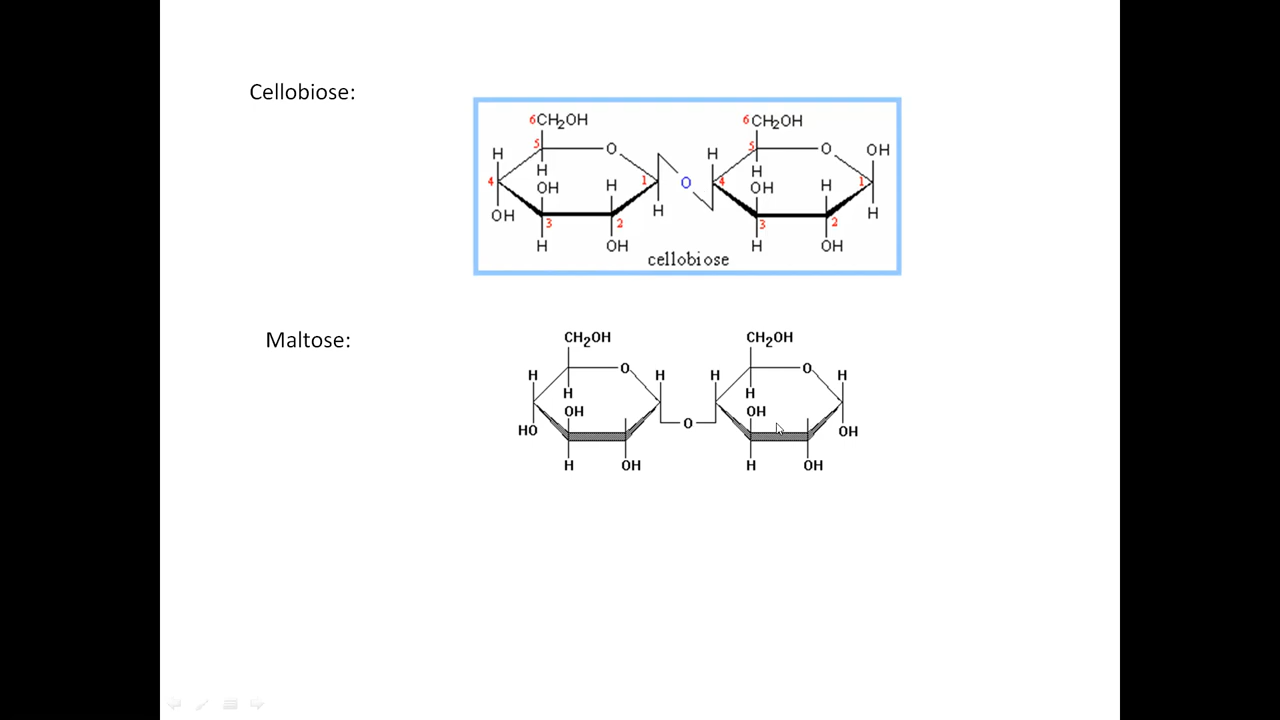 Cellobiose:
6CH2OH 6CH2OH
H 5 O H 5 O OH
4 H OH H 1 O 4 H OH H 1
OH 3 2 H 3 2 H
H OH H OH
cellobiose
Maltose:
CH2OH CH2OH
H O H H O H
H OH H OH
HO O OH
H OH H OH